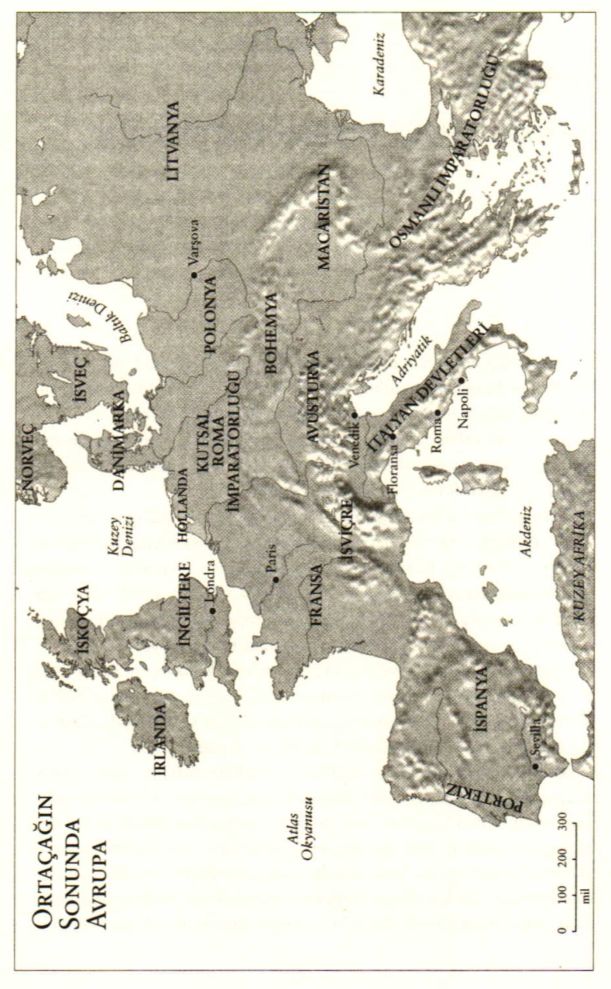 ORTAÇAĞIN
SONUNDA
AVRUPA
NORVEÇ
İSVEÇ
Baltık Denizi
DANİMARKA
İSKOÇYA
Kuzey
Denizi
İRLANDA
İNGİLTERE
Londra
HOLLANDA
KUTSAL
ROMA
İMPARATORLUĞU
POLONYA
Varşova
LİTVANYA
Atlas
Okyanusu
Paris
FRANSA
BOHEMYA
AVUSTURYA
MACARİSTAN
Karadeniz
İSVİÇRE
Venedik
Floransa
İTALYAN DEVLETLERİ
Adriyatik
OSMANLI İMPARATORLUĞU
Roma
Napoli
PORTEKİZ
İSPANYA
Sevilla
Akdeniz
KUZEY AFRİKA
0 100 200 300
mil